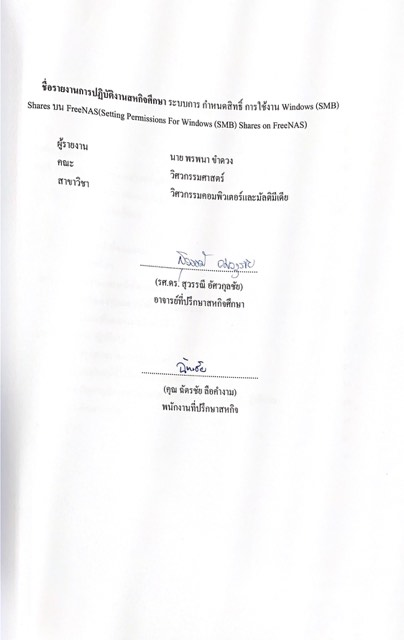 ชื่อรายงานการปฏิบัติงานสหกิจศึกษา ระบบการ กำหนดสิทธิ์ การใช้งาน Windows (SMB)
Shares บน FreeNAS(Setting Permissions For Windows (SMB) Shares on FreeNAS)
ผู้รายงาน นาย พรพนา ขำดวง
คณะ วิศวกรรมศาสตร์
สาขาวิชา วิศวกรรมคอมพิวเตอร์และมัลติมีเดีย
(รศ.ดร. สุวรรณี อัศวกุลชัย)
อาจารย์ที่ปรึกษาสหกิจศึกษา
ฉัตรชัย
(คุณ ฉัตรชัย ลือคำงาม)
พนักงานที่ปรึกษาสหกิจ